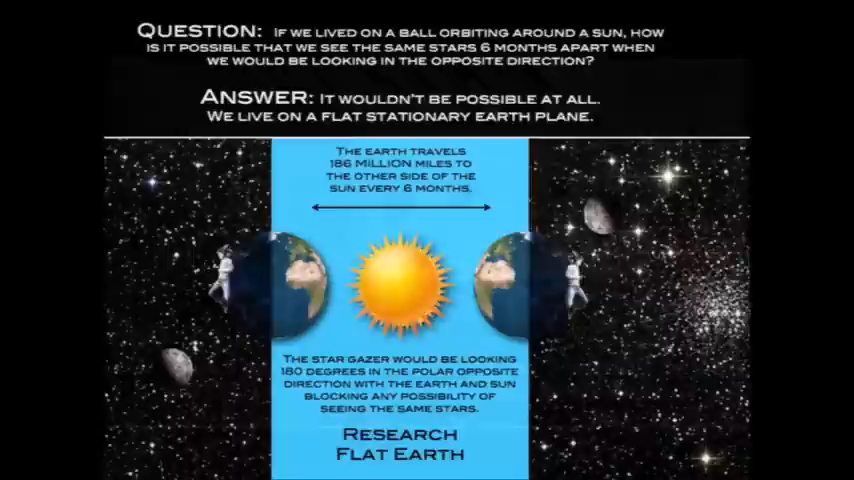 QUESTION: IF WE LIVED ON A BALL ORBITING AROUND A SUN, HOW
IS IT POSSIBLE THAT WE SEE THE SAME STARS 6 MONTHS APART WHEN
WE WOULD BE LOOKING IN THE OPPOSITE DIRECTION?
ANSWER: IT WOULDN'T BE POSSIBLE AT ALL.
WE LIVE ON A FLAT STATIONARY EARTH PLANE.
THE EARTH TRAVELS
186 MILLION MILES TO
THE OTHER SIDE OF THE
SUN EVERY 6 MONTHS.
THE STAR GAZER WOULD BE LOOKING
180 DEGREES IN THE POLAR OPPOSITE
DIRECTION WITH THE EARTH AND SUN
BLOCKING ANY POSSIBILITY OF
SEEING THE SAME STARS.
RESEARCH
FLAT EARTH